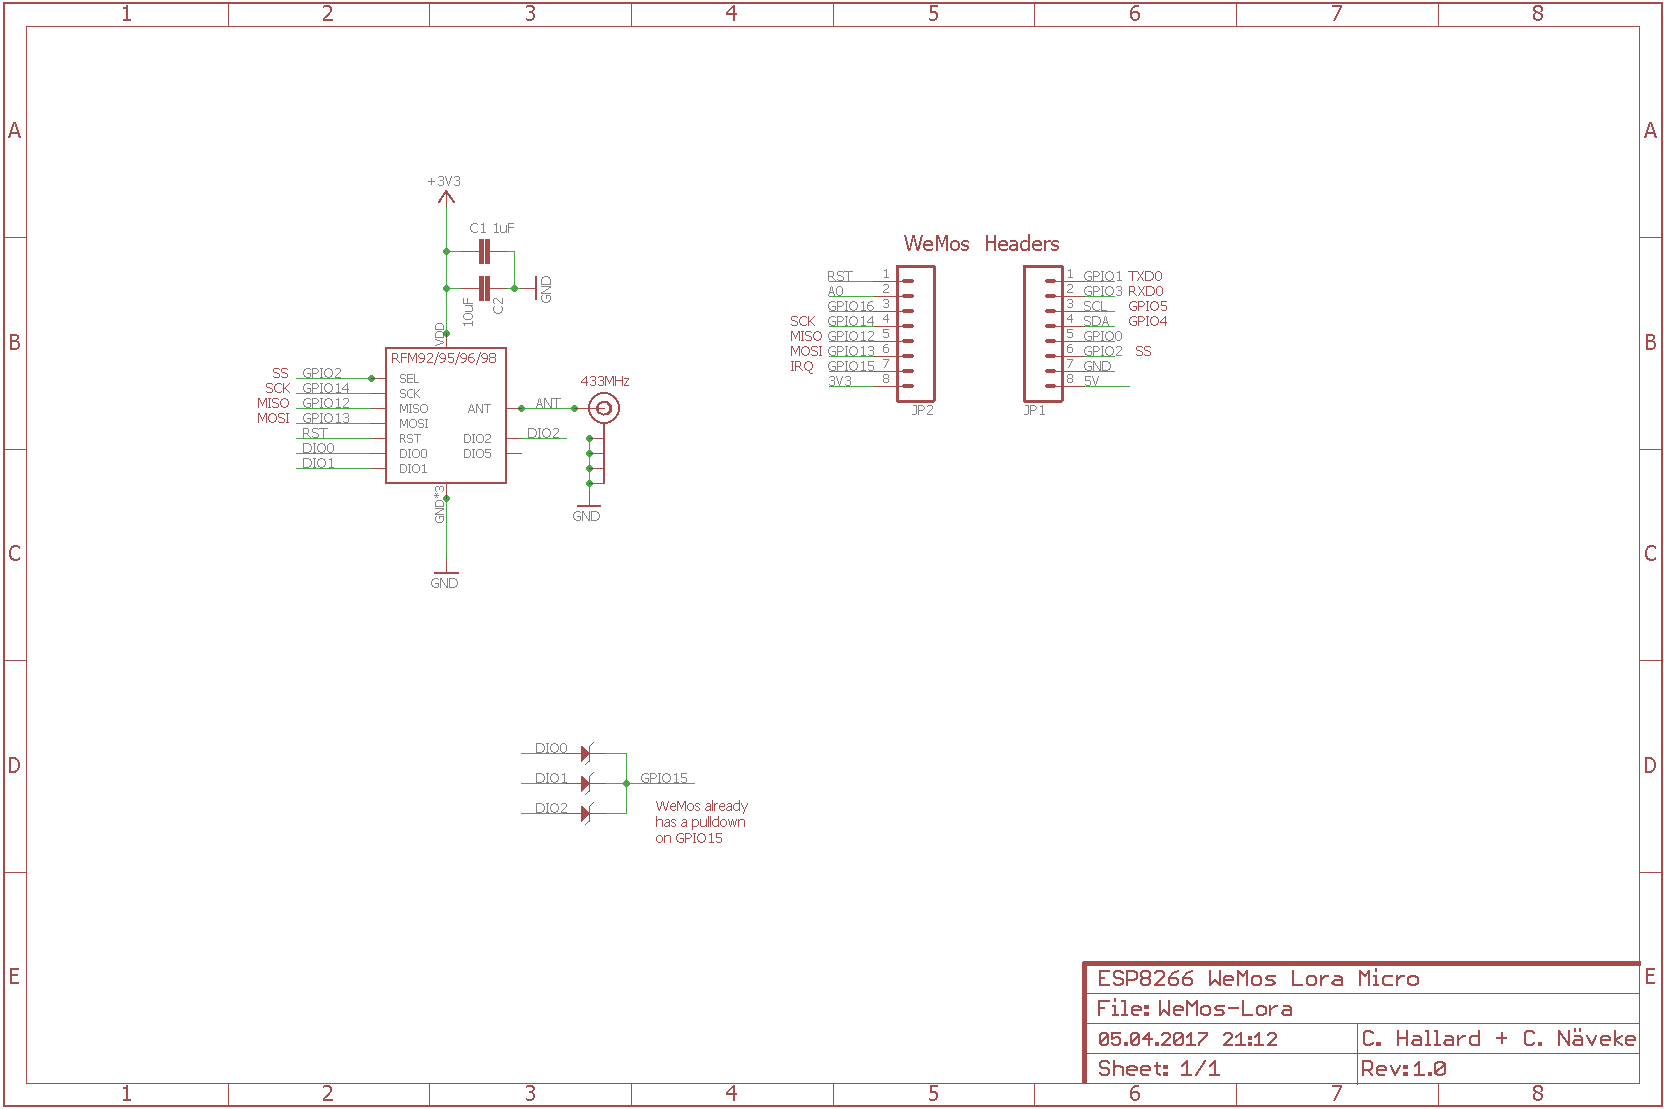 1 2 3 4 5 6 7 8
A A
B B
C C
D D
E E
+3V3
C1 1uF
10uF
C2
GND
VDD
RFM92/95/96/98
SS GPIO2 SEL
SCK GPIO14 SCK
MISO GPIO12 MISO
MOSI GPIO13 MOSI
RST RST
DIO0 DIO0
DIO1 DIO1
ANT ANT
DIO2 DIO2
DIO5
GND*3
GND
433MHz
GND
WeMos Headers
RST 1
A0 2
GPIO16 3
SCK GPIO14 4
MISO GPIO12 5
MOSI GPIO13 6
IRQ GPIO15 7
3V3 8
JP2
1 GPIO1 TXD0
2 GPIO3 RXD0
3 SCL GPIO5
4 SDA GPIO4
5 GPIO0
6 GPIO2 SS
7 GND
8 5V
JP1
DIO0
DIO1
DIO2
GPIO15
WeMos already
has a pulldown
on GPIO15
ESP8266 WeMos Lora Micro
File: WeMos-Lora
05.04.2017 21:12 C. Hallard + C. Näveke
Sheet: 1/1 Rev:1.0
1 2 3 4 5 6 7 8